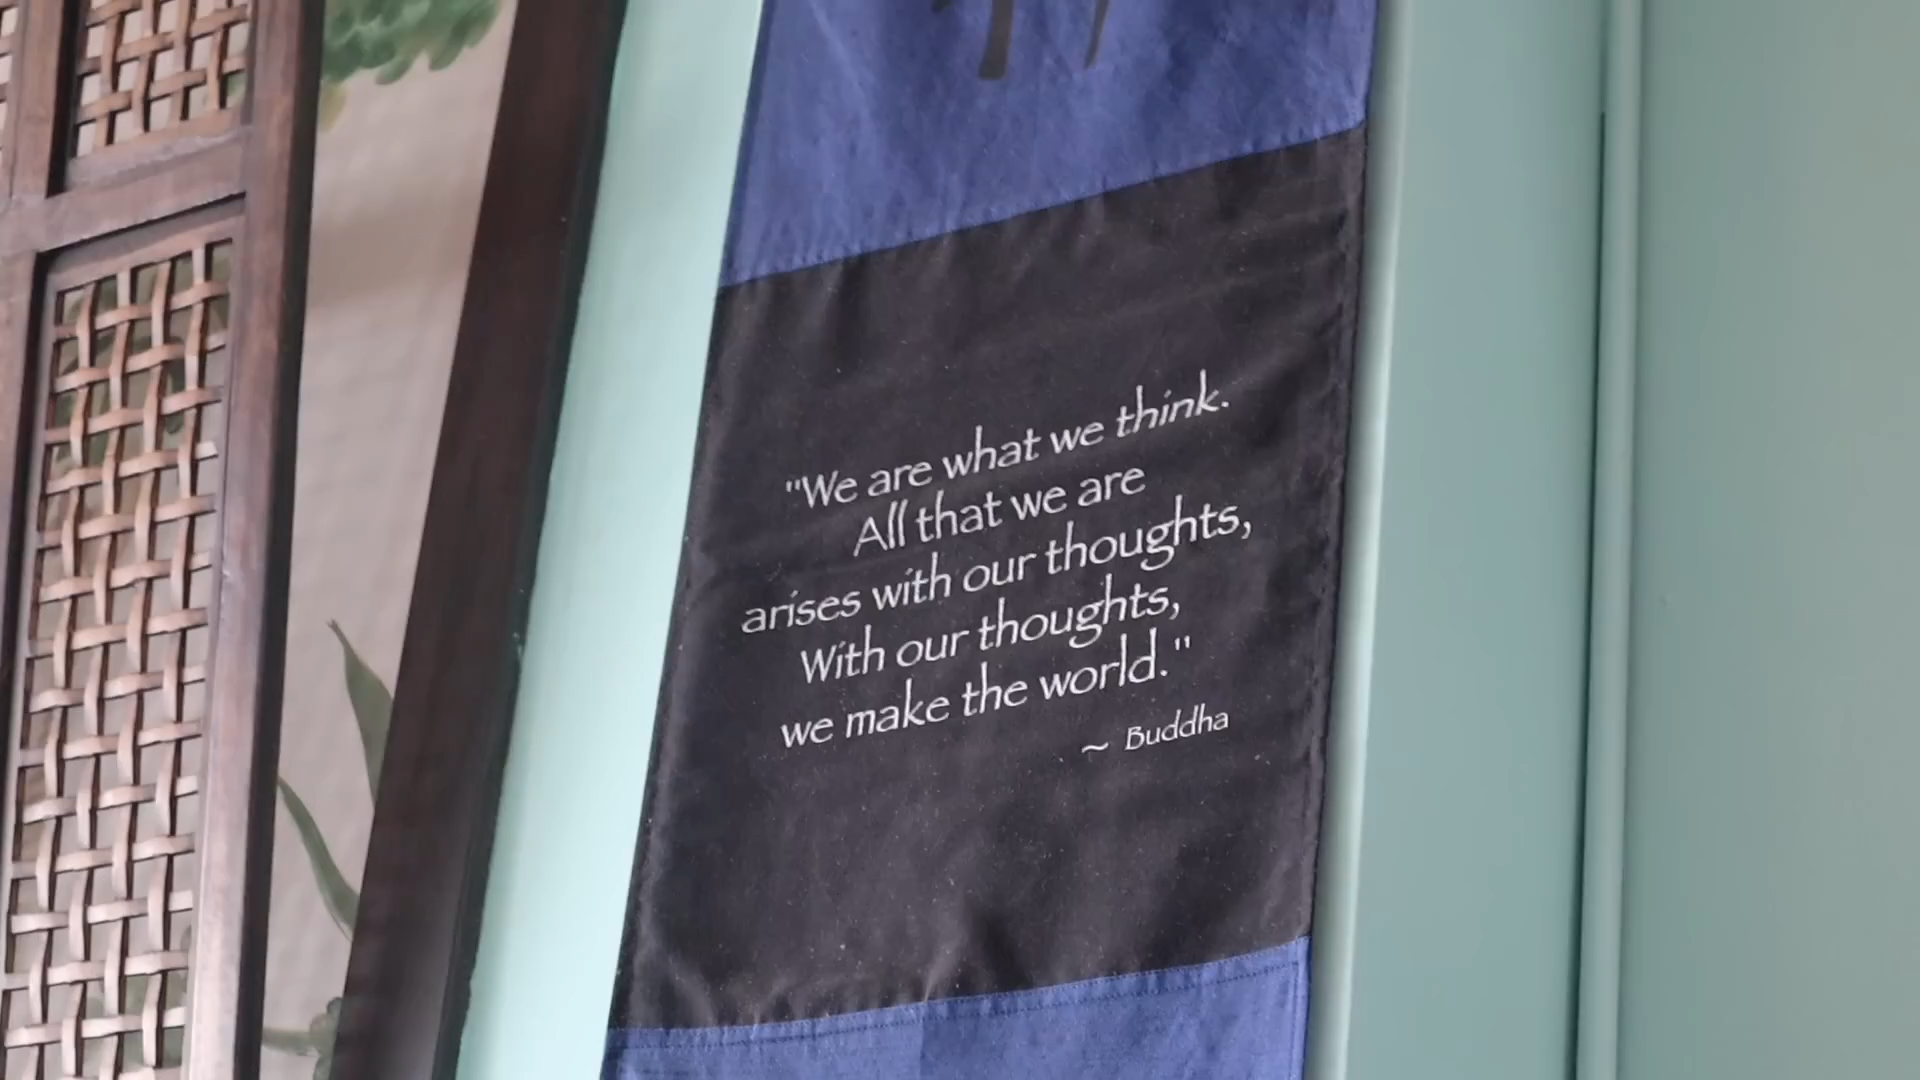 "We are what we think.
All that we are
arises with our thoughts,
With our thoughts,
we make the world."
~ Buddha